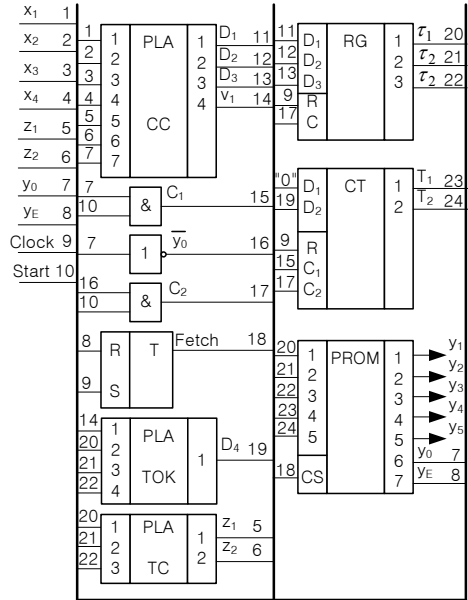 x1 1
x2 2
x3 3
x4 4
z1 5
z2 6
y0 7
yE 8
Clock 9
Start 10
1 1 PLA 1 D1 11
2 2 2 D2 12
3 3 3 D3 13
4 4 4 v1 14
5 5 CC
6 6
7 7
7 & C1 15
10
7 1 y0 16
16 & C2 17
10
8 R T Fetch 18
9 S
14 1 PLA 1 D4 19
20 2
21 3 TOK
22 4
20 1 PLA 1 z1 5
21 2 2 z2 6
22 3 TC
11 D1 RG 1 τ1 20
12 D2 2 τ2 21
13 D3 3 τ2 22
9 R
17 C
"0" D1 CT 1 T1 23
19 D2 2 T2 24
9 R
15 C1
17 C2
20 1 PROM 1 y1
21 2 2 y2
22 3 3 y3
23 4 4 y4
24 5 5 y5
6 y0 7
18 CS 7 yE 8